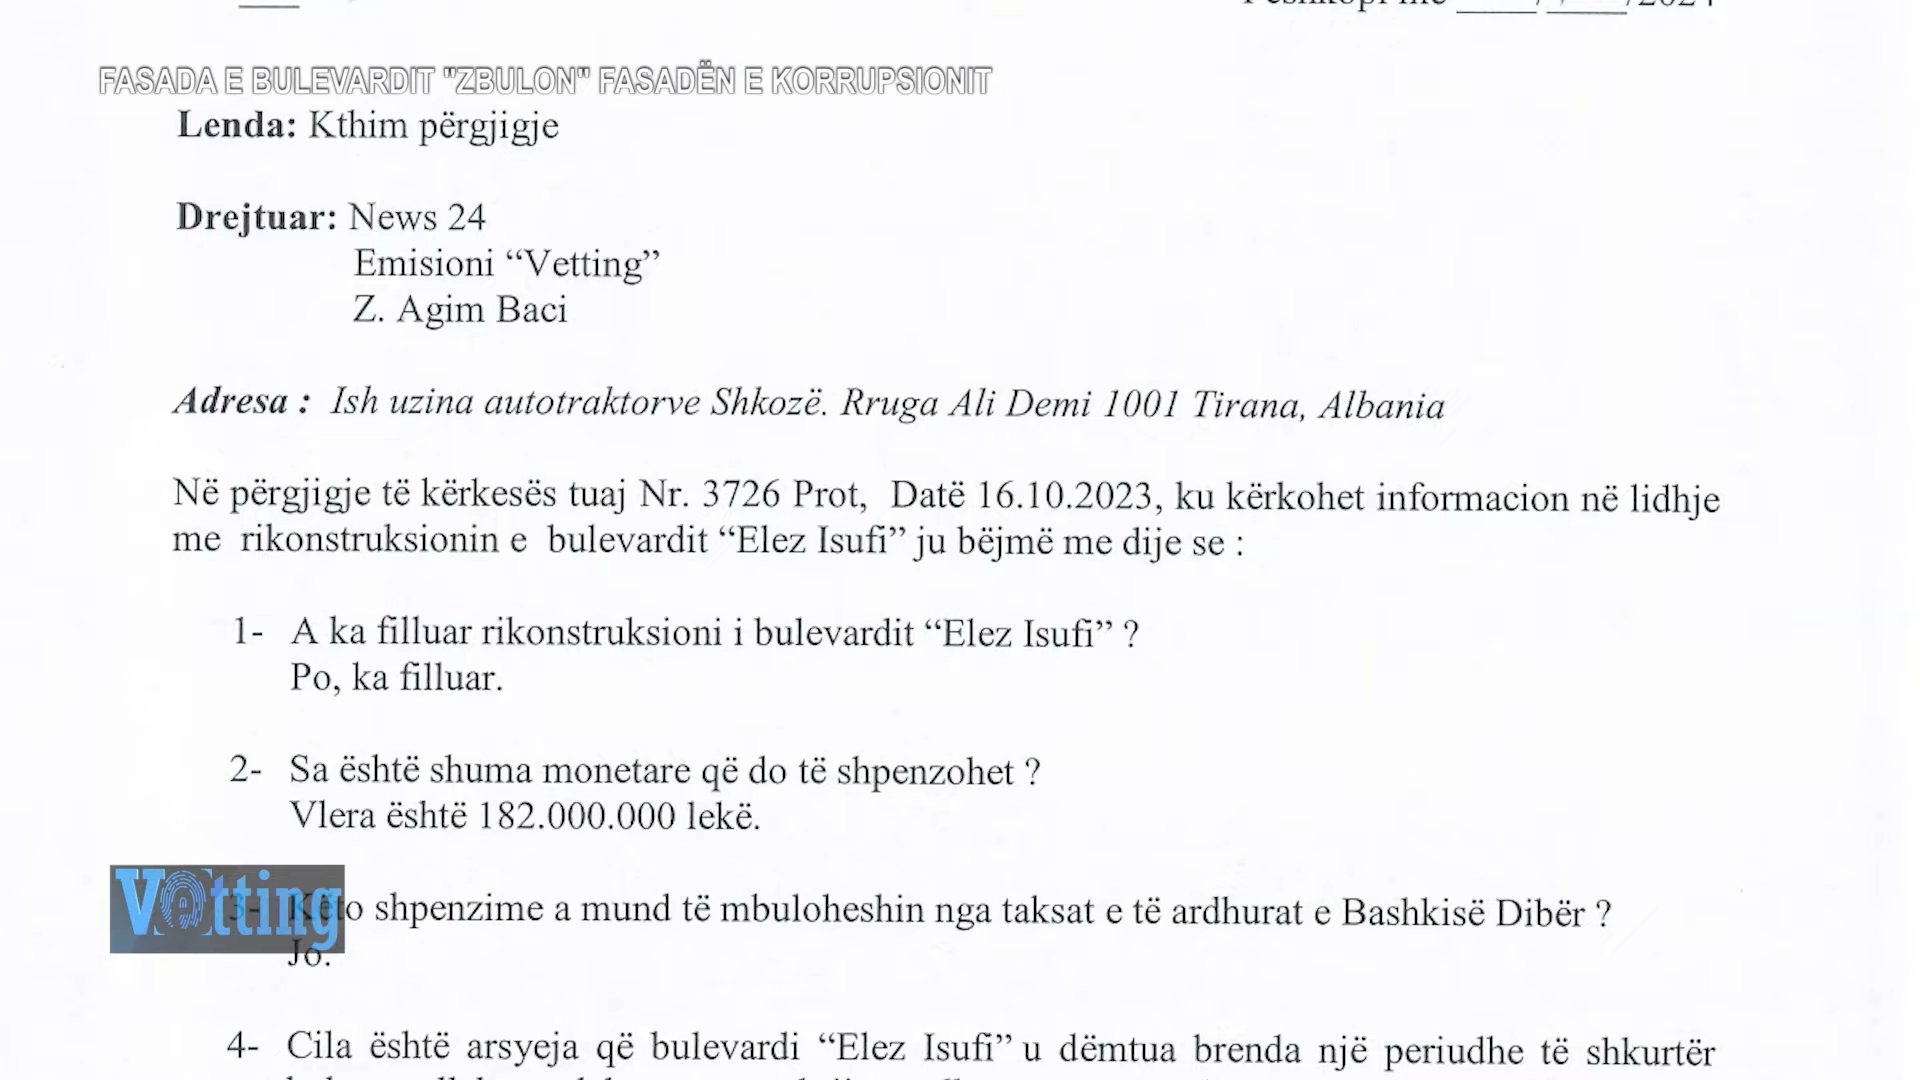 /2024
FASADA E BULEVARDIT "ZBULON" FASADËN E KORRUPSIONIT
Lenda: Kthim përgjigje
Drejtuar: News 24
Emisioni “Vetting”
Z. Agim Baci
Adresa : Ish uzina autotraktorve Shkozë. Rruga Ali Demi 1001 Tirana, Albania
Në përgjigje të kërkesës tuaj Nr. 3726 Prot, Datë 16.10.2023, ku kërkohet informacion në lidhje
me rikonstruksionin e bulevardit “Elez Isufi” ju bëjmë me dije se :
1- A ka filluar rikonstruksioni i bulevardit “Elez Isufi” ?
Po, ka filluar.
2- Sa është shuma monetare që do të shpenzohet ?
Vlera është 182.000.000 lekë.
Vetting
3- Këto shpenzime a mund të mbuloheshin nga taksat e të ardhurat e Bashkisë Dibër ?
Jo.
4- Cila është arsyeja që bulevardi “Elez Isufi” u dëmtua brenda një periudhe të shkurtër